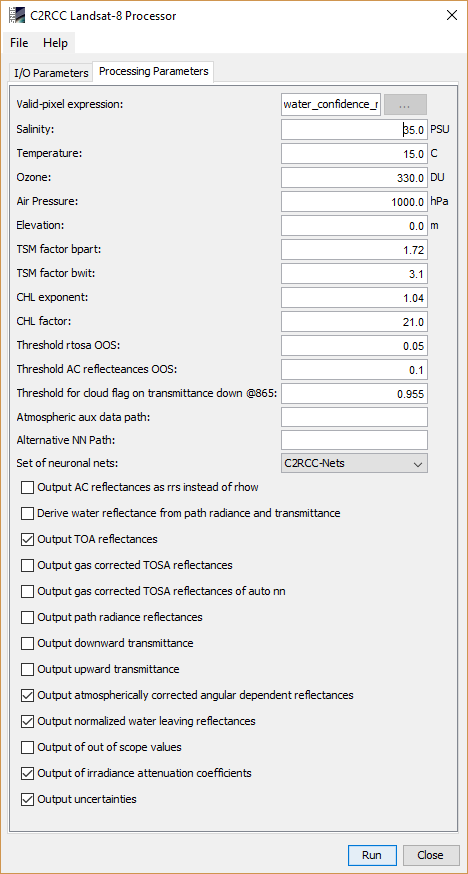 C2RCC Landsat-8 Processor
File Help
I/O Parameters Processing Parameters
Valid-pixel expression: water_confidence_ ...
Salinity: 35.0 PSU
Temperature: 15.0 C
Ozone: 330.0 DU
Air Pressure: 1000.0 hPa
Elevation: 0.0 m
TSM factor bpart: 1.72
TSM factor bwit: 3.1
CHL exponent: 1.04
CHL factor: 21.0
Threshold rtosa OOS: 0.05
Threshold AC reflecteances OOS: 0.1
Threshold for cloud flag on transmittance down @865: 0.955
Atmospheric aux data path:
Alternative NN Path:
Set of neuronal nets: C2RCC-Nets
Output AC reflectances as rrs instead of rhow
Derive water reflectance from path radiance and transmittance
Output TOA reflectances
Output gas corrected TOSA reflectances
Output gas corrected TOSA reflectances of auto nn
Output path radiance reflectances
Output downward transmittance
Output upward transmittance
Output atmospherically corrected angular dependent reflectances
Output normalized water leaving reflectances
Output of out of scope values
Output of irradiance attenuation coefficients
Output uncertainties
Run Close